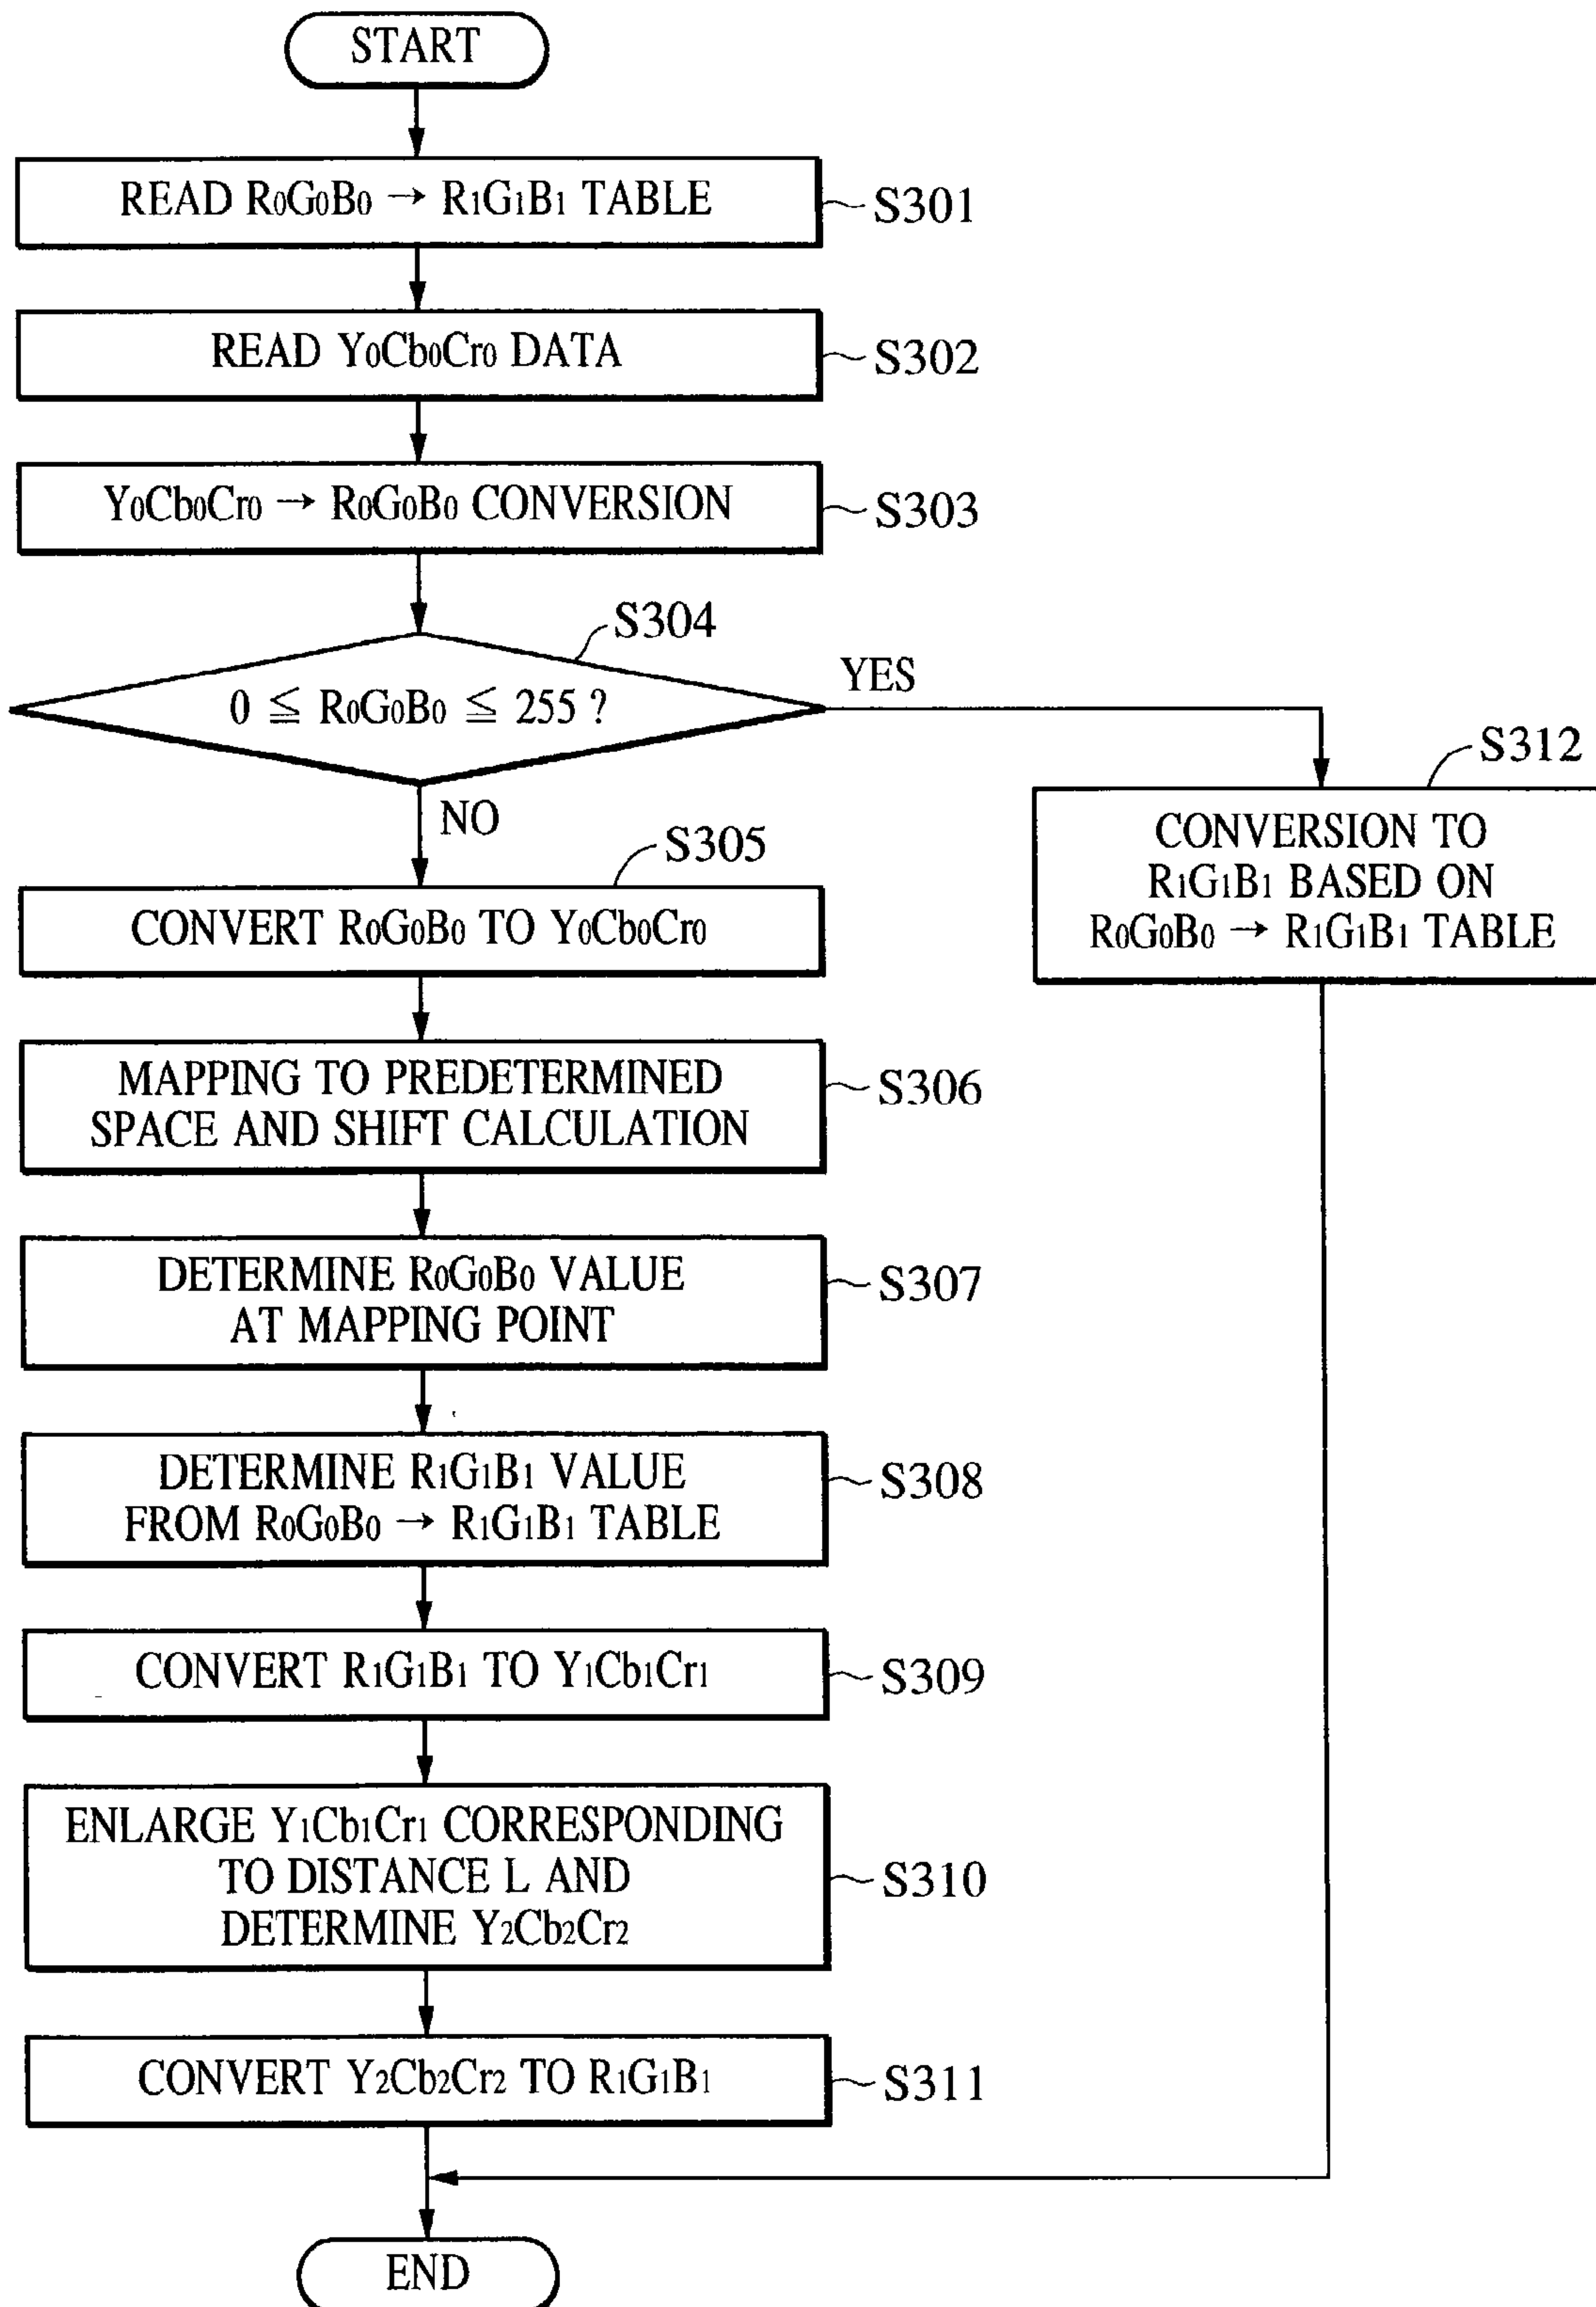 START
READ R₀G₀B₀ → R₁G₁B₁ TABLE
S301
READ Y₀Cb₀Cr₀ DATA
S302
Y₀Cb₀Cr₀ → R₀G₀B₀ CONVERSION
S303
S304
0 ≦ R₀G₀B₀ ≦ 255 ?
YES
NO
S312
CONVERSION TO
R₁G₁B₁ BASED ON
R₀G₀B₀ → R₁G₁B₁ TABLE
S305
CONVERT R₀G₀B₀ TO Y₀Cb₀Cr₀
MAPPING TO PREDETERMINED
SPACE AND SHIFT CALCULATION
S306
DETERMINE R₀G₀B₀ VALUE
AT MAPPING POINT
S307
DETERMINE R₁G₁B₁ VALUE
FROM R₀G₀B₀ → R₁G₁B₁ TABLE
S308
CONVERT R₁G₁B₁ TO Y₁Cb₁Cr₁
S309
ENLARGE Y₁Cb₁Cr₁ CORRESPONDING
TO DISTANCE L AND
DETERMINE Y₂Cb₂Cr₂
S310
CONVERT Y₂Cb₂Cr₂ TO R₁G₁B₁
S311
END